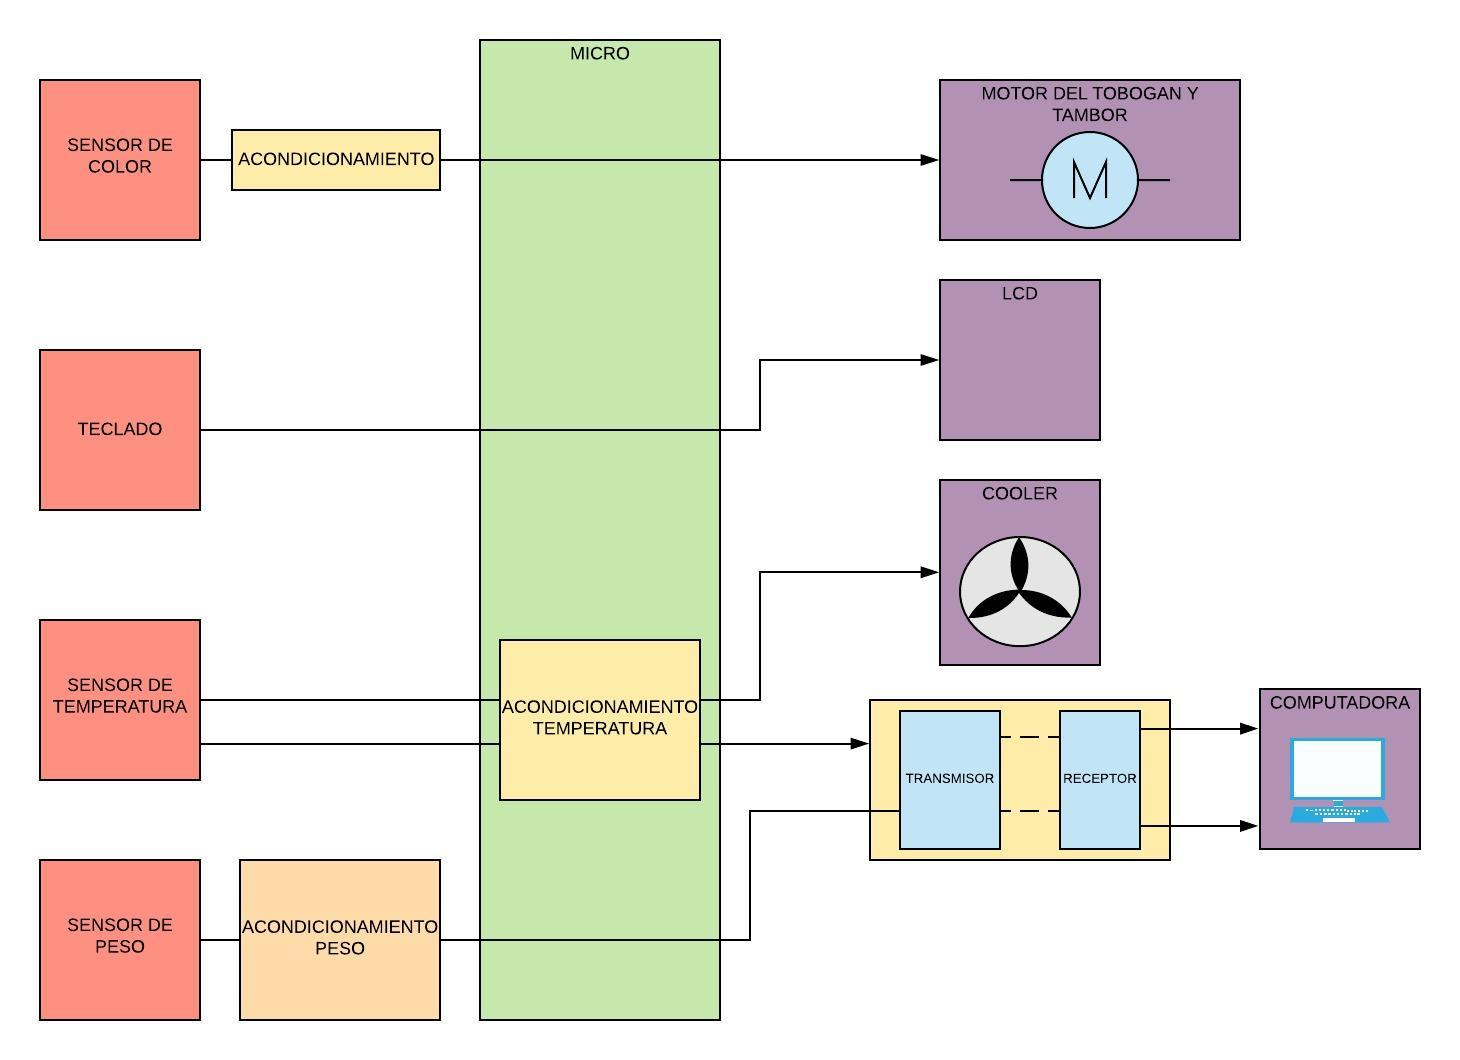 MICRO
SENSOR DE
COLOR
ACONDICIONAMIENTO
MOTOR DEL TOBOGAN Y
TAMBOR
M
LCD
TECLADO
COOLER
SENSOR DE
TEMPERATURA
ACONDICIONAMIENTO
TEMPERATURA
TRANSMISOR
RECEPTOR
COMPUTADORA
SENSOR DE
PESO
ACONDICIONAMIENTO
PESO